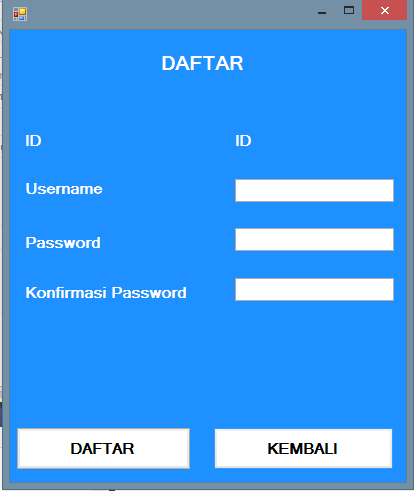 DAFTAR
ID ID
Username
Password
Konfirmasi Password
DAFTAR KEMBALI